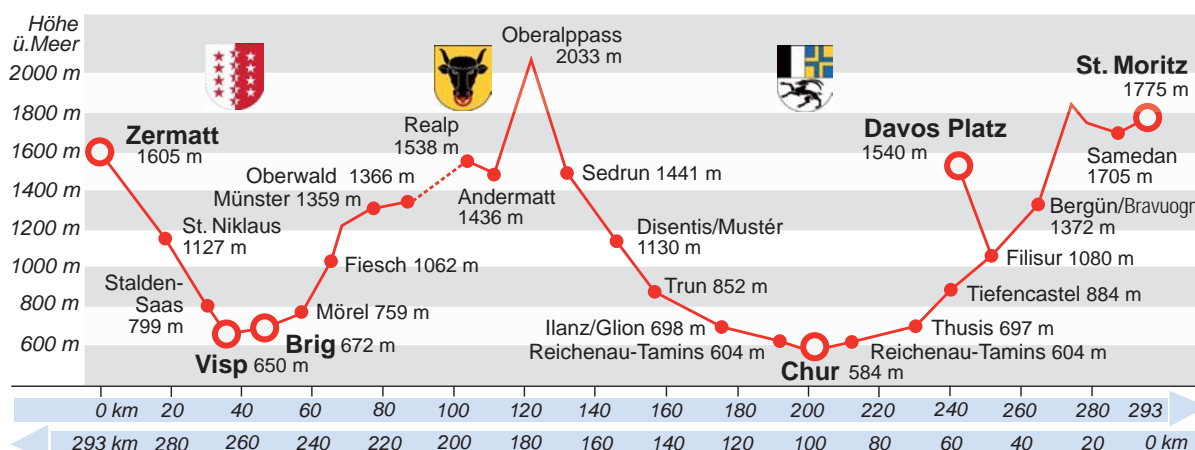 Höhe
ü.Meer
2000 m
1800 m
1600 m
1400 m
1200 m
1000 m
800 m
600 m
Zermatt
1605 m
St. Niklaus
1127 m
Stalden-
Saas
799 m
Visp 650 m
Brig 672 m
Mörel 759 m
Fiesch 1062 m
Münster 1359 m
Oberwald 1366 m
Realp
1538 m
Andermatt
1436 m
Oberalppass
2033 m
Sedrun 1441 m
Disentis/Mustér
1130 m
Trun 852 m
Ilanz/Glion 698 m
Reichenau-Tamins 604 m
Chur 584 m
Reichenau-Tamins 604 m
Thusis 697 m
Tiefencastel 884 m
Filisur 1080 m
Davos Platz
1540 m
Bergün/Bravuogn
1372 m
Samedan
1705 m
St. Moritz
1775 m
0 km 20 40 60 80 100 120 140 160 180 200 220 240 260 280 293
293 km 280 260 240 220 200 180 160 140 120 100 80 60 40 20 0 km